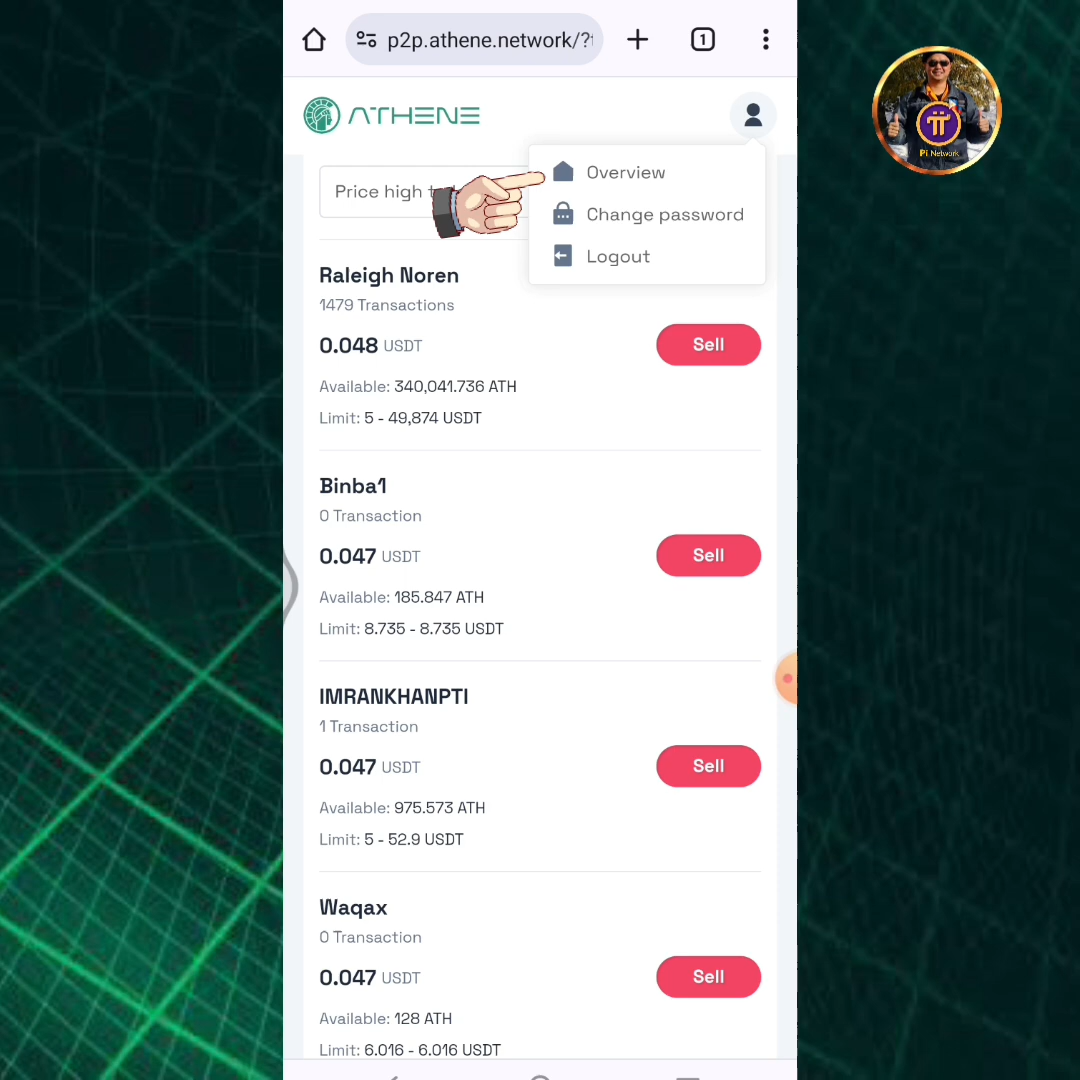 p2p.athene.network/?
1
ATHENE
Price high
Overview
Change password
Logout
Raleigh Noren
1479 Transactions
0.048 USDT
Sell
Available: 340,041.736 ATH
Limit: 5 - 49,874 USDT
Binba1
0 Transaction
0.047 USDT
Sell
Available: 185.847 ATH
Limit: 8.735 - 8.735 USDT
IMRANKHANPTI
1 Transaction
0.047 USDT
Sell
Available: 975.573 ATH
Limit: 5 - 52.9 USDT
Waqax
0 Transaction
0.047 USDT
Sell
Available: 128 ATH
Limit: 6.016 - 6.016 USDT
Pi Network